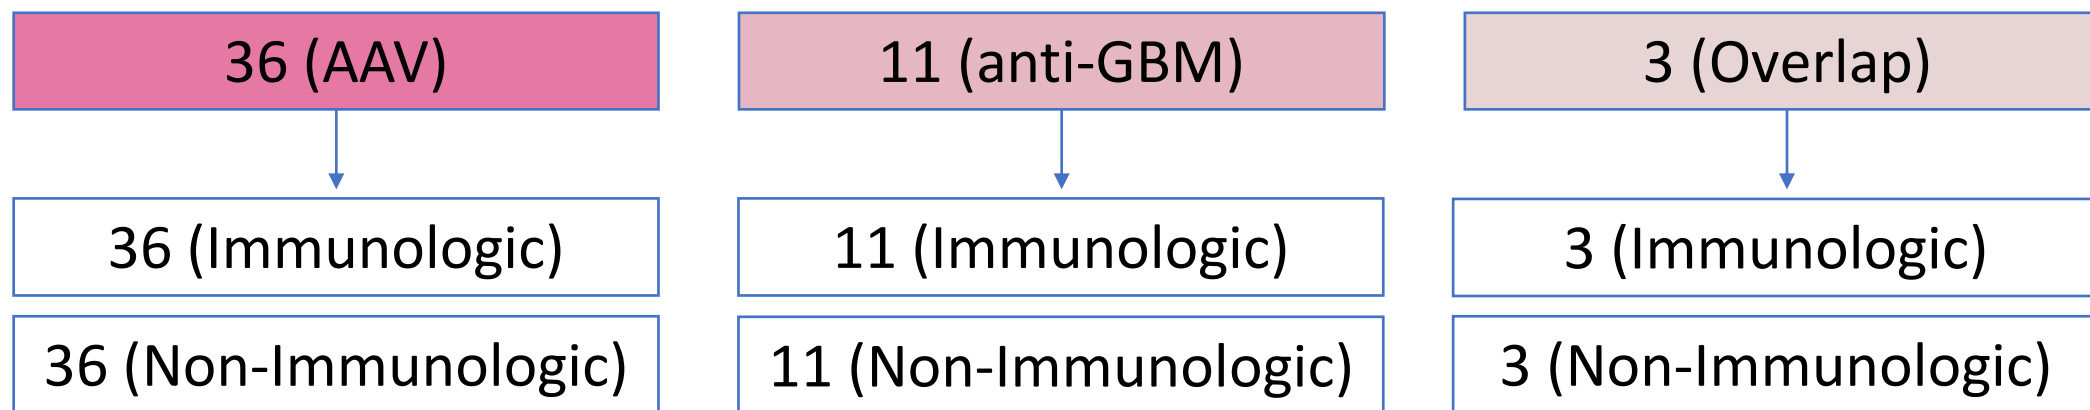 36 (AAV)
11 (anti-GBM)
3 (Overlap)
36 (Immunologic)
11 (Immunologic)
3 (Immunologic)
36 (Non-Immunologic)
11 (Non-Immunologic)
3 (Non-Immunologic)